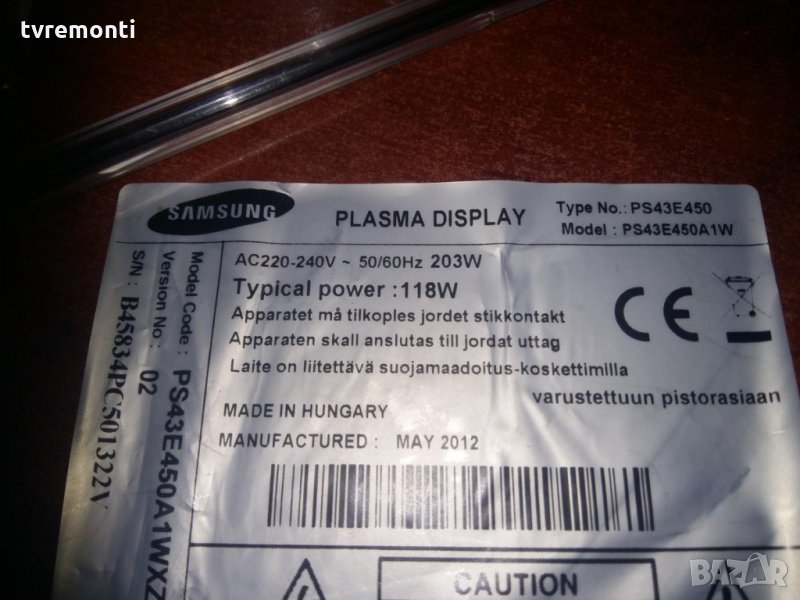 tvremonti
SAMSUNG
PLASMA DISPLAY
Type No.: PS43E450
Model : PS43E450A1W
AC220-240V ~ 50/60Hz 203W
Typical power :118W
Apparatet må tilkoples jordet stikkontakt
Apparaten skall anslutas till jordat uttag
Laite on liitettävä suojamaadoitus-koskettimilla
varustettuun pistorasiaan
MADE IN HUNGARY
MANUFACTURED : MAY 2012
Model Code : PS43E450A1WXZ
Version No : 02
S/N : B45834PC501322V
CE
CAUTION
BAZAR